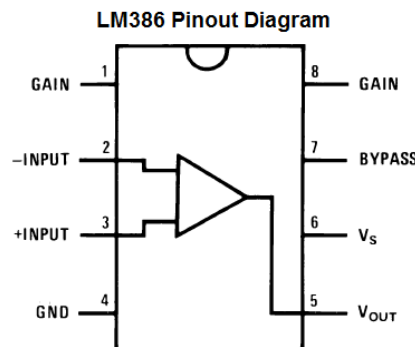 LM386 Pinout Diagram
GAIN 1 8 GAIN
–INPUT 2 7 BYPASS
+INPUT 3 6 VS
GND 4 5 VOUT